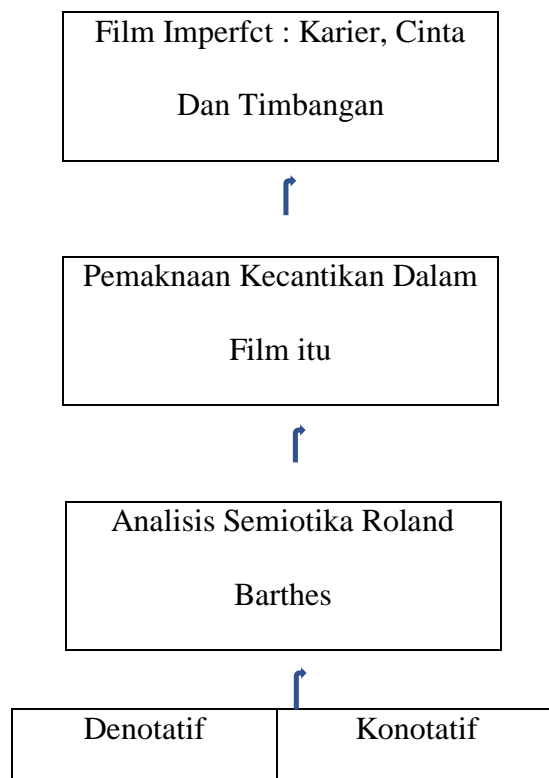 Film Imperfct : Karier, Cinta
Dan Timbangan
Pemaknaan Kecantikan Dalam
Film itu
Analisis Semiotika Roland
Barthes
Denotatif
Konotatif